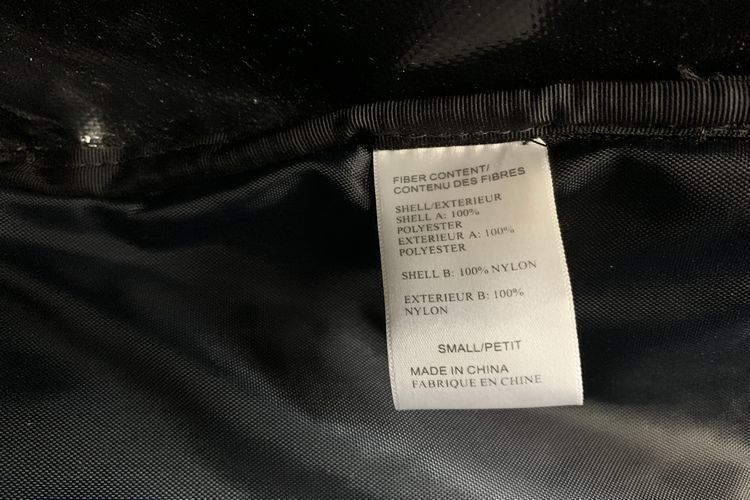 FIBER CONTENT/
CONTENU DES FIBRES
SHELL/EXTERIEUR
SHELL A: 100%
POLYESTER
EXTERIEUR A: 100%
POLYESTER
SHELL B: 100% NYLON
EXTERIEUR B: 100%
NYLON
SMALL/PETIT
MADE IN CHINA
FABRIQUE EN CHINE